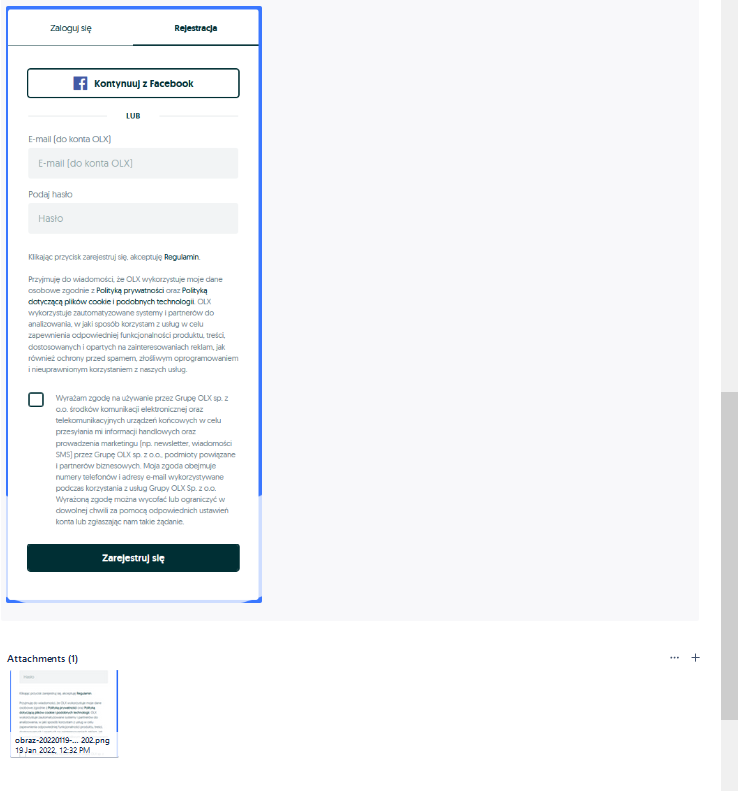 Zaloguj się Rejestracja
Kontynuuj z Facebook
LUB
E-mail (do konta OLX)
E-mail (do konta OLX)
Podaj hasło
Hasło
Klikając przycisk zarejestruj się, akceptuję Regulamin.
Przyjmuję do wiadomości, że OLX wykorzystuje moje dane
osobowe zgodnie z Polityką prywatności oraz Polityką
dotyczącą plików cookie i podobnych technologii. OLX
wykorzystuje zautomatyzowane systemy i partnerów do
analizowania, w jaki sposób korzystam z usług w celu
zapewnienia odpowiedniej funkcjonalności produktu, treści,
dostosowanych i opartych na zainteresowaniach reklam, jak
również ochrony przed spamem, złośliwym oprogramowaniem
i nieuprawnionym korzystaniem z naszych usług.
Wyrażam zgodę na używanie przez Grupę OLX sp. z
o.o. środków komunikacji elektronicznej oraz
telekomunikacyjnych urządzeń końcowych w celu
przesyłania mi informacji handlowych oraz
prowadzenia marketingu (np. newsletter, wiadomości
SMS) przez Grupę OLX sp. z o.o., podmioty powiązane
i partnerów biznesowych. Moja zgoda obejmuje
numery telefonów i adresy e-mail wykorzystywane
podczas korzystania z usług Grupy OLX Sp. z o.o.
Wyrażoną zgodę można wycofać lub ograniczyć w
dowolnej chwili za pomocą odpowiednich ustawień
konta lub zgłaszając nam takie żądanie.
Zarejestruj się
Attachments (1)
obraz-20220119-... 202.png
19 Jan 2022, 12:32 PM